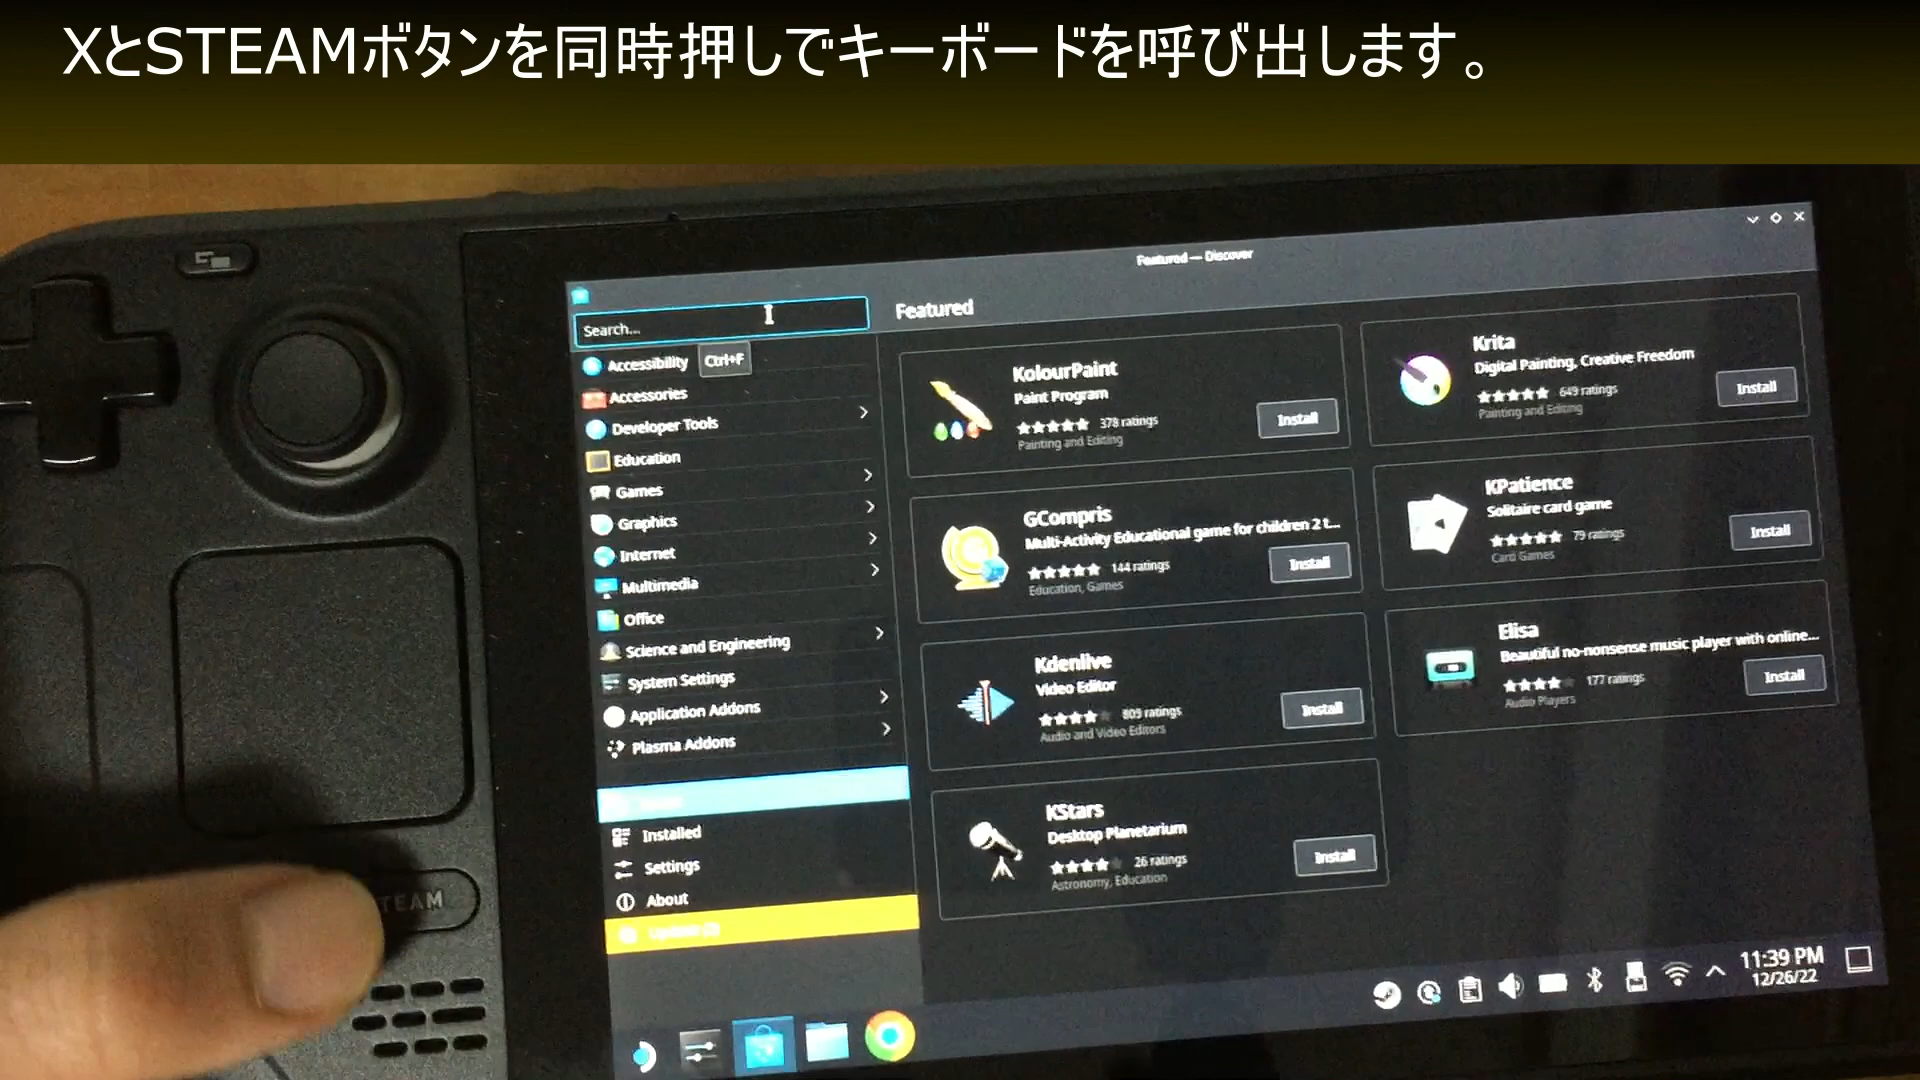 XとSTEAMボタンを同時押しでキーボードを呼び出します。
Featured — Discover
Search...
Featured
Accessibility
Ctrl+F
Accessories
Developer Tools
Education
Games
Graphics
Internet
Multimedia
Office
Science and Engineering
System Settings
Application Addons
Plasma Addons
Installed
Settings
About
KolourPaint
Paint Program
378 ratings
Painting and Editing
Install
Krita
Digital Painting, Creative Freedom
649 ratings
Painting and Editing
Install
GCompris
Multi-Activity Educational game for children 2 t...
144 ratings
Education, Games
Install
KPatience
Solitaire card game
79 ratings
Card Games
Install
Kdenlive
Video Editor
809 ratings
Audio and Video Editors
Install
Elisa
Beautiful no-nonsense music player with online...
177 ratings
Audio Players
Install
KStars
Desktop Planetarium
26 ratings
Astronomy, Education
Install
11:39 PM
12/26/22
TEAM